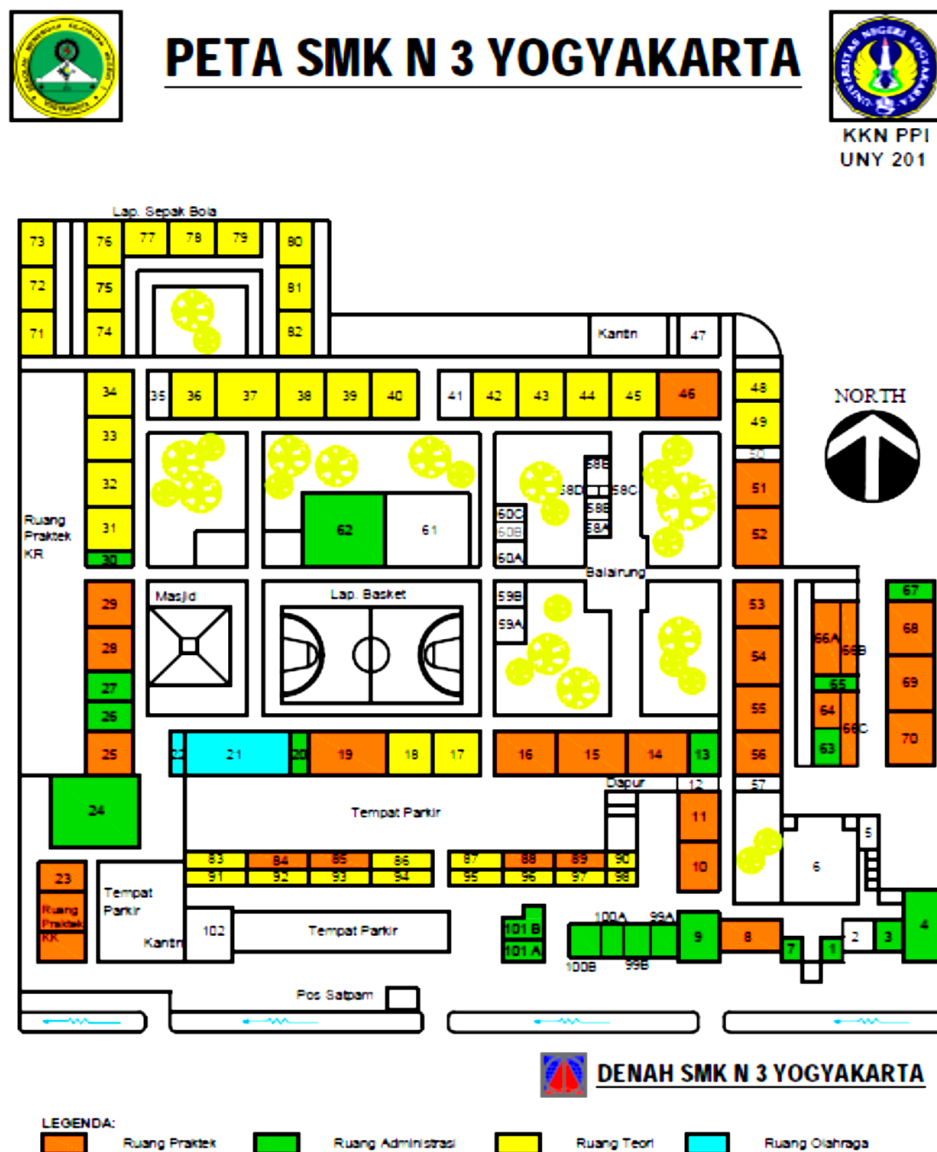 PETA SMK N 3 YOGYAKARTA
KKN PPI
UNY 201
Lap. Sepak Bola
73 76 77 78 79 80
72 75 81
71 74 82
Kantin 47
34 35 36 37 38 39 40 41 42 43 44 45 46 48
NORTH
33 49
50
32 58E 51
58D 58C
31 62 61 60C 58B 52
60B 58A
Ruang
Praktek
KR
30 60A
Balairung
29 Masjid Lap. Basket 59B 53 67
59A 66A 66B 68
28 54
27 65 69
26 55 64 66C
25 22 21 20 19 18 17 16 15 14 13 56 63 70
Dapur 12 57
24 Tempat Parkir 11
5
83 84 85 86 87 88 89 90 10 6
91 92 93 94 95 96 97 98
23
Ruang
Praktek
KK
Tempat
Parkir
Kantin 102 Tempat Parkir
101 B
101 A
100A 99A
100B 99B
9 8 7 1 2 3 4
Pos Satpam
DENAH SMK N 3 YOGYAKARTA
LEGENDA:
Ruang Praktek Ruang Administrasi Ruang Teori Ruang Olahraga